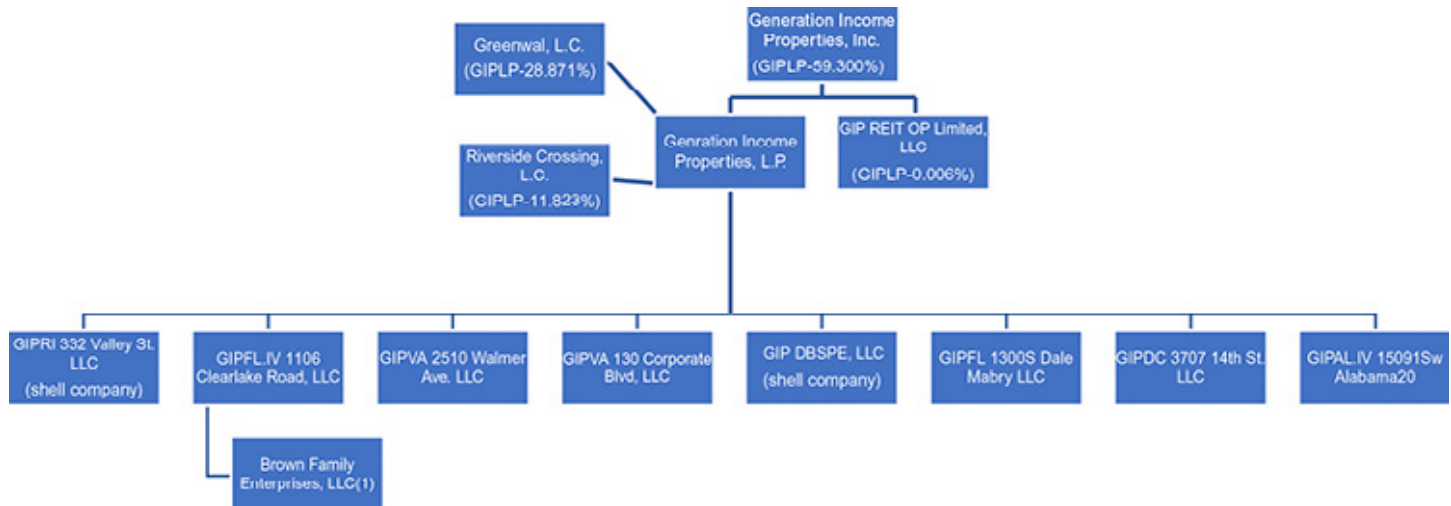 Greenwal, L.C.
(GIPLP-28.871%)
Generation Income
Properties, Inc.
(GIPLP-59.300%)
Genration Income
Properties, L.P.
GIP REIT OP Limited,
LLC
(GIPLP-0.006%)
Riverside Crossing,
L.C.
(GIPLP-11.823%)
GIPRI 332 Valley St.
LLC
(shell company)
GIPFL.IV 1106
Clearlake Road, LLC
GIPVA 2510 Walmer
Ave. LLC
GIPVA 130 Corporate
Blvd, LLC
GIP DBSPE, LLC
(shell company)
GIPFL 1300S Dale
Mabry LLC
GIPDC 3707 14th St.
LLC
GIPAL.IV 15091Sw
Alabama20
Brown Family
Enterprises, LLC(1)